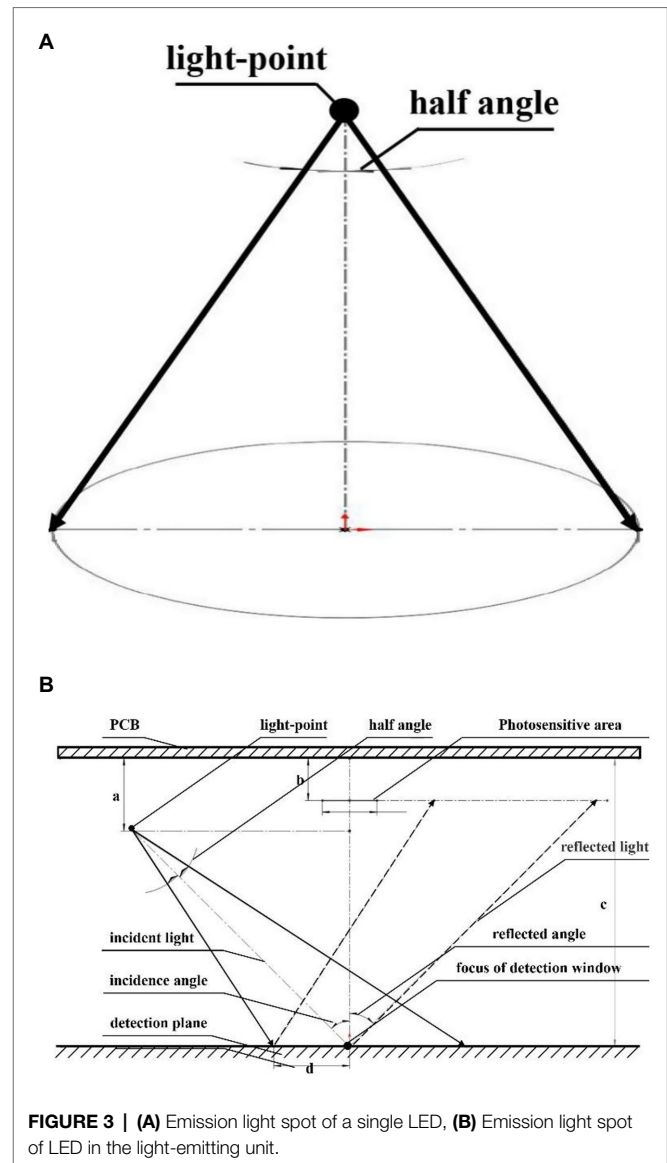 A
light-point
half angle
B
PCB light-point half angle Photosensitive area
a
b
reflected light
c
incident light
reflected angle
incidence angle
focus of detection window
detection plane
d
FIGURE 3 | (A) Emission light spot of a single LED, (B) Emission light spot
of LED in the light-emitting unit.